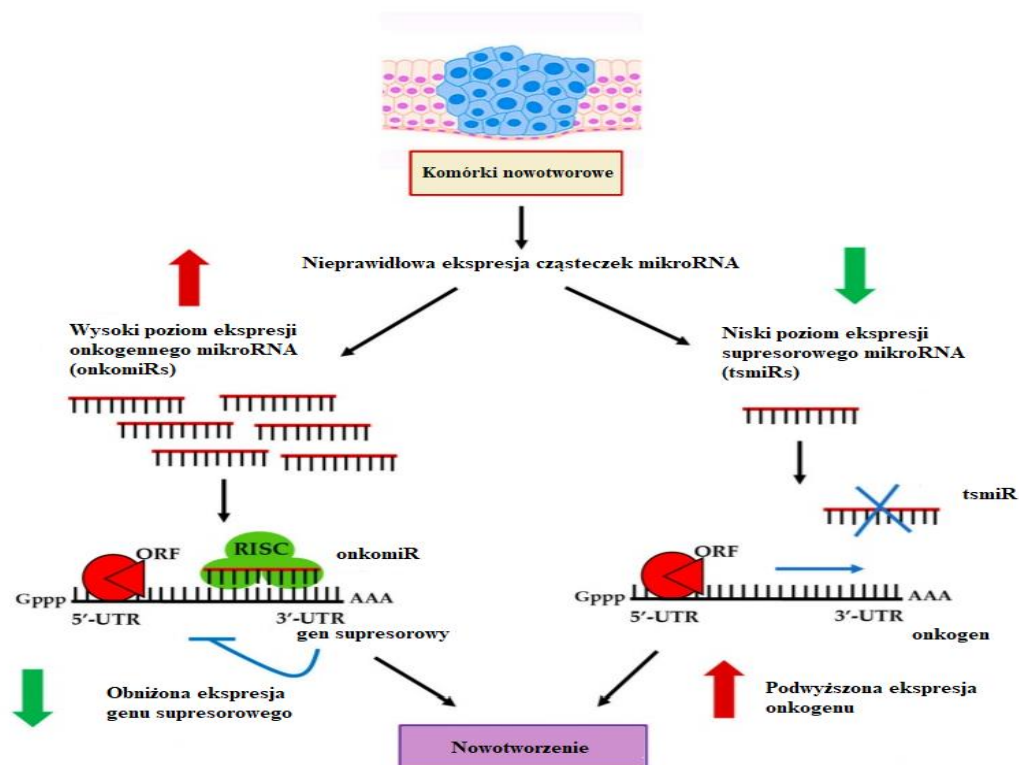 Komórki nowotworowe
Nieprawidłowa ekspresja cząsteczek mikroRNA
Wysoki poziom ekspresji
onkogennego mikroRNA
(onkomiRs)
Niski poziom ekspresji
supresorowego mikroRNA
(tsmiRs)
tsmiR
ORF
RISC
onkomiR
Gppp
AAA
5′-UTR
3′-UTR
gen supresorowy
ORF
Gppp
AAA
5′-UTR
3′-UTR
onkogen
Obniżona ekspresja
genu supresorowego
Podwyższona ekspresja
onkogenu
Nowotworzenie